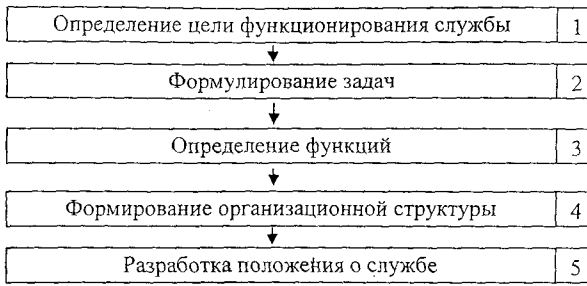 Определение цели функционирования службы 1
Формулирование задач 2
Определение функций 3
Формирование организационной структуры 4
Разработка положения о службе 5